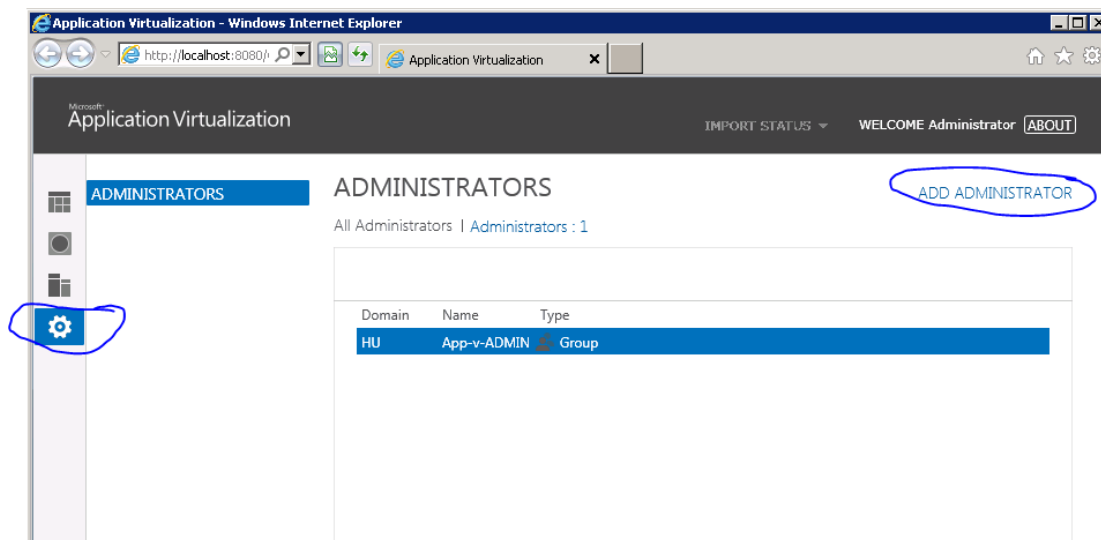 Application Virtualization - Windows Internet Explorer
http://localhost:8080/
Application Virtualization
Microsoft
Application Virtualization
IMPORT STATUS
WELCOME Administrator ABOUT
ADMINISTRATORS
ADMINISTRATORS
ADD ADMINISTRATOR
All Administrators | Administrators : 1
Domain Name Type
HU App-v-ADMIN Group